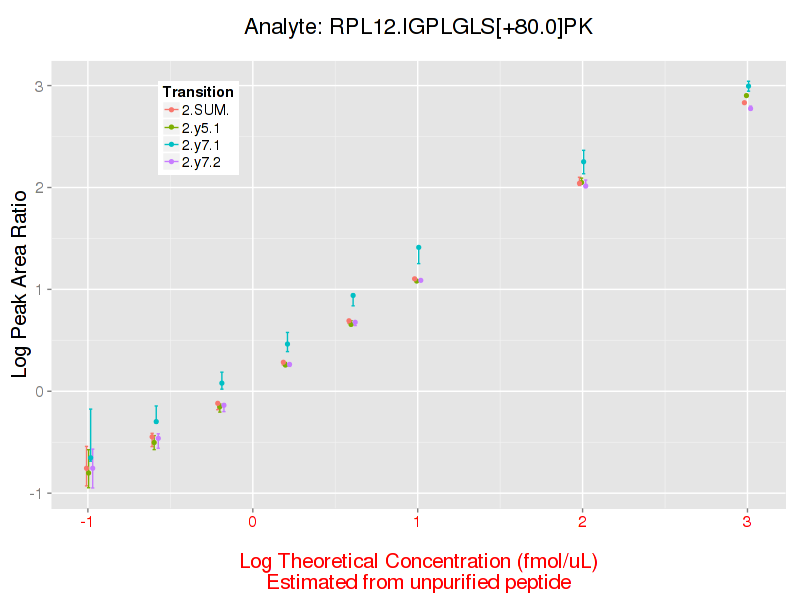 Analyte: RPL12.IGPLGLS[+80.0]PK
Transition
2.SUM.
2.y5.1
2.y7.1
2.y7.2
Log Peak Area Ratio
3
2
1
0
-1
-1 0 1 2 3
Log Theoretical Concentration (fmol/uL)
Estimated from unpurified peptide